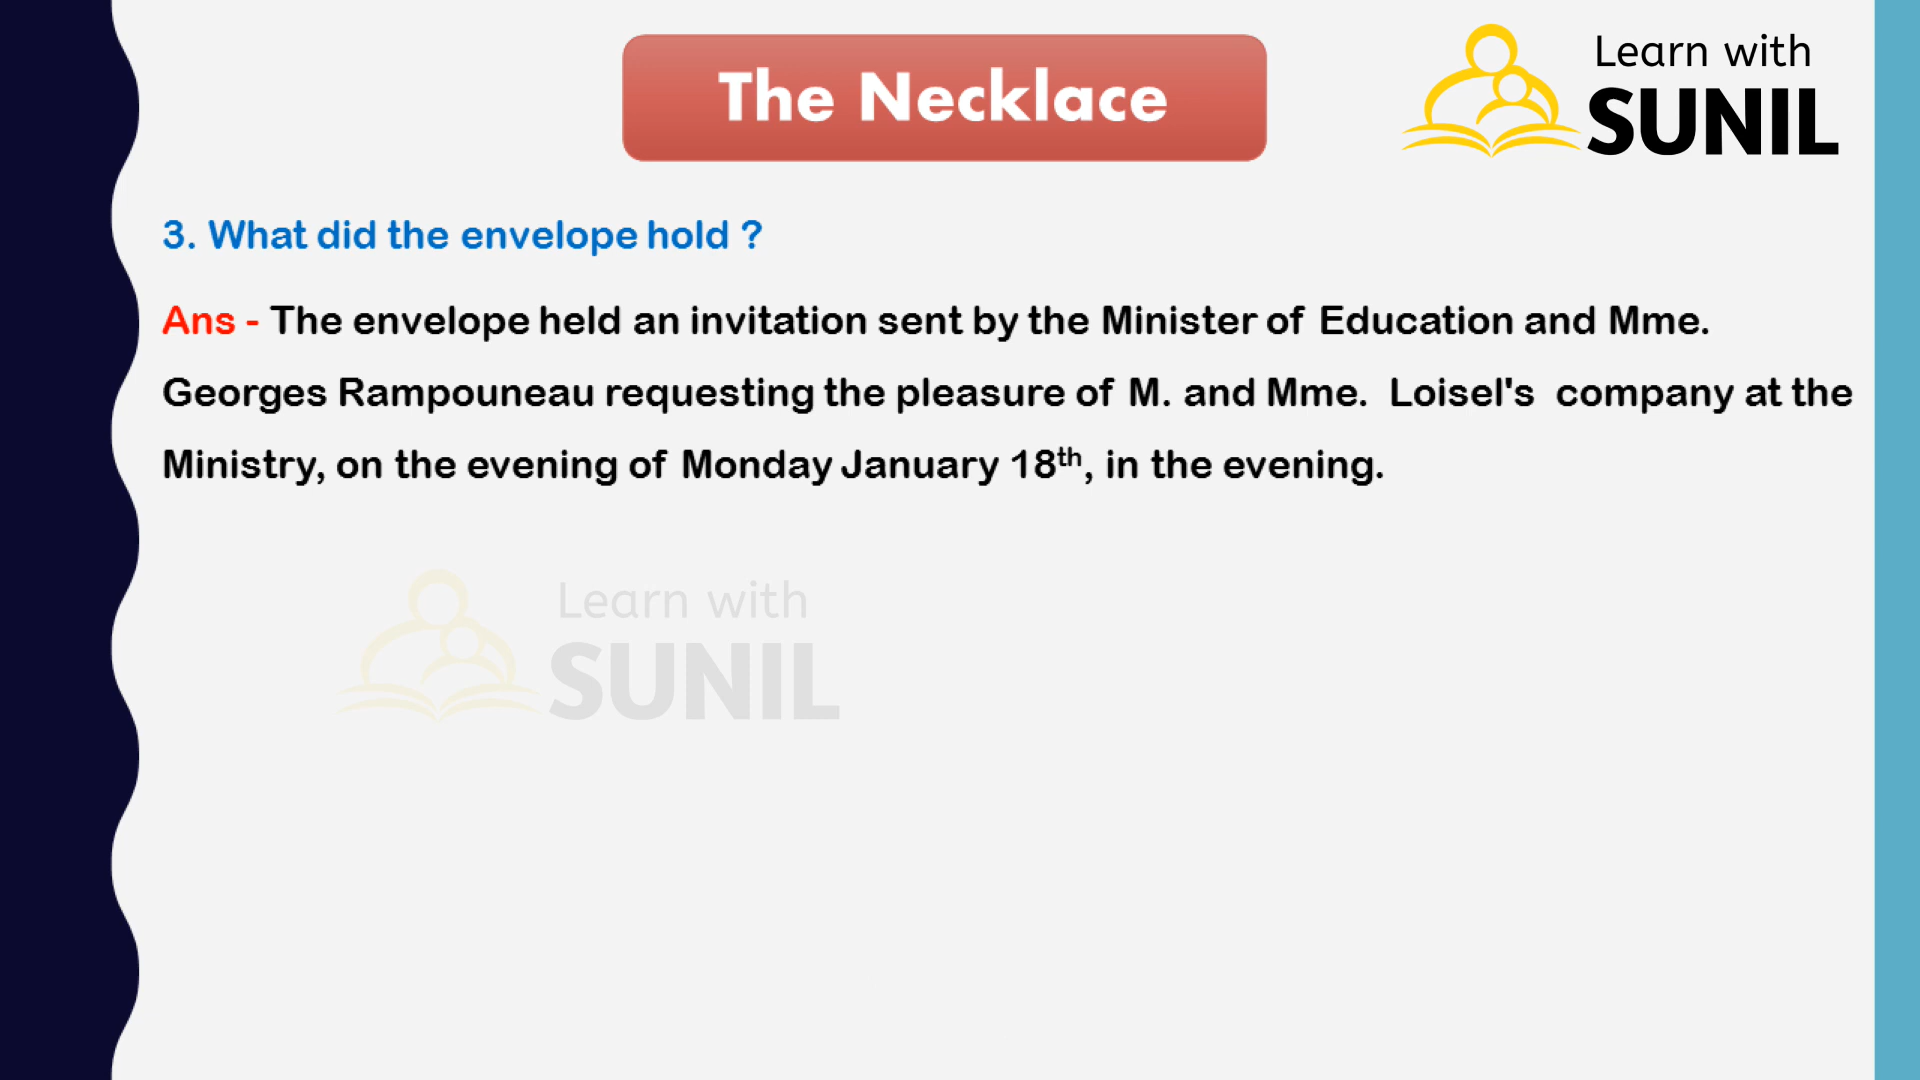 The Necklace
Learn with
SUNIL
3. What did the envelope hold ?
Ans - The envelope held an invitation sent by the Minister of Education and Mme.
Georges Rampouneau requesting the pleasure of M. and Mme. Loisel's company at the
Ministry, on the evening of Monday January 18th, in the evening.
Learn with
SUNIL